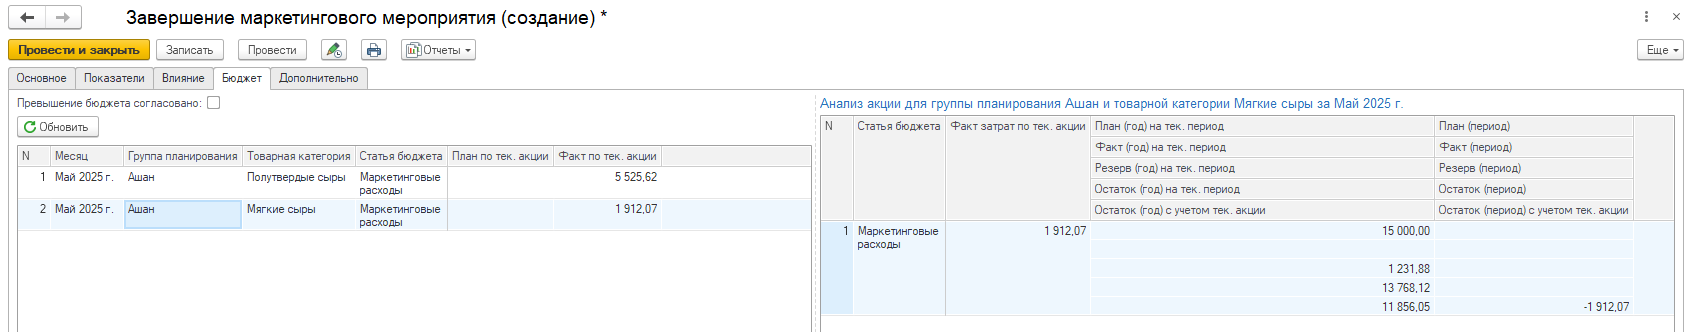 Завершение маркетингового мероприятия (создание) *
Провести и закрыть Записать Провести Отчеты Еще
Основное Показатели Влияние Бюджет Дополнительно
Превышение бюджета согласовано:
Обновить
N Месяц Группа планирования Товарная категория Статья бюджета План по тек. акции Факт по тек. акции
1 Май 2025 г. Ашан Полутвердые сыры Маркетинговые 5 525,62
расходы
2 Май 2025 г. Ашан Мягкие сыры Маркетинговые 1 912,07
расходы
Анализ акции для группы планирования Ашан и товарной категории Мягкие сыры за Май 2025 г.
N Статья бюджета Факт затрат по тек. акции План (год) на тек. период План (период)
Факт (год) на тек. период Факт (период)
Резерв (год) на тек. период Резерв (период)
Остаток (год) на тек. период Остаток (период)
Остаток (год) с учетом тек. акции Остаток (период) с учетом тек. акции
1 Маркетинговые 1 912,07 15 000,00
расходы
1 231,88
13 768,12
11 856,05 -1 912,07